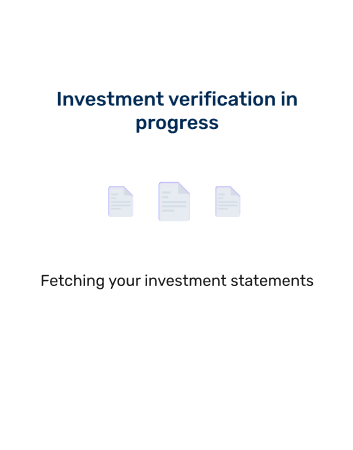 Investment verification in
progress
Fetching your investment statements